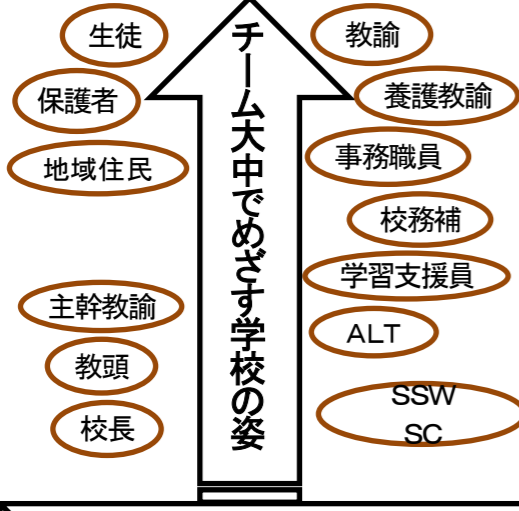 生徒
保護者
地域住民
主幹教諭
教頭
校長
チーム大中でめざす学校の姿
教諭
養護教諭
事務職員
校務補
学習支援員
ALT
SSW
SC